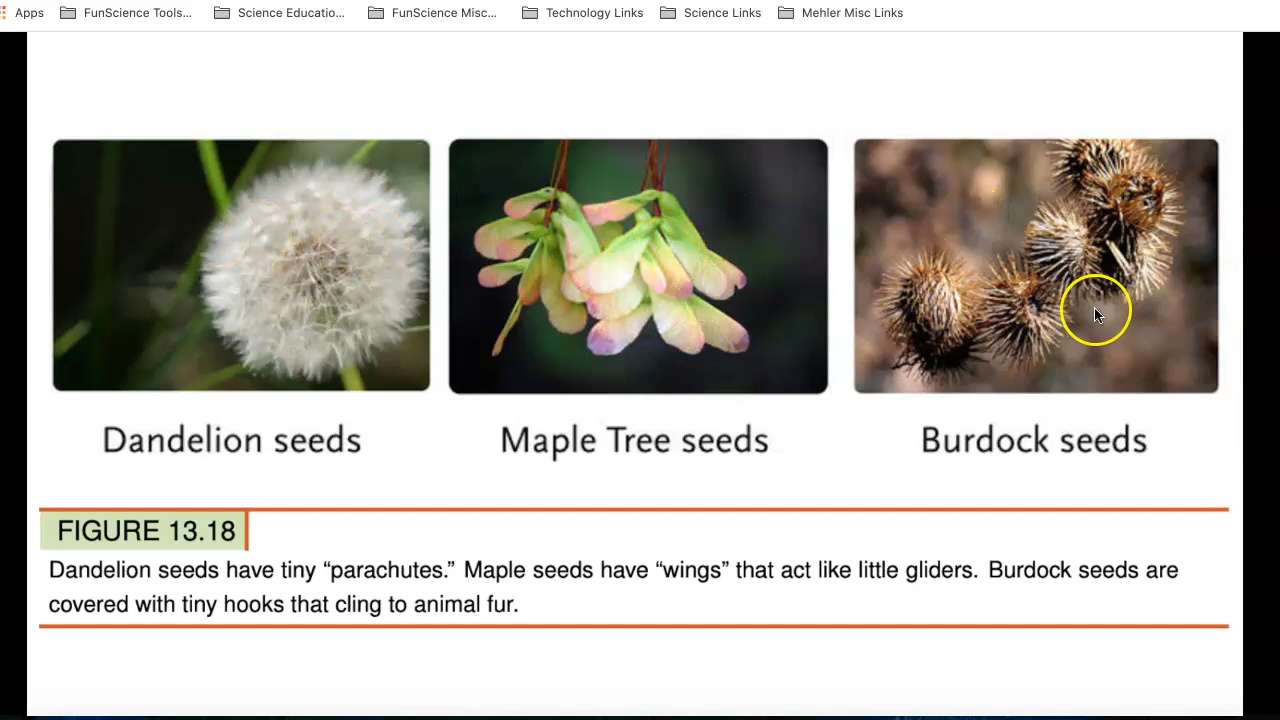 Apps FunScience Tools... Science Educatio... FunScience Misc... Technology Links Science Links Mehler Misc Links
Dandelion seeds Maple Tree seeds Burdock seeds
FIGURE 13.18
Dandelion seeds have tiny “parachutes.” Maple seeds have “wings” that act like little gliders. Burdock seeds are
covered with tiny hooks that cling to animal fur.